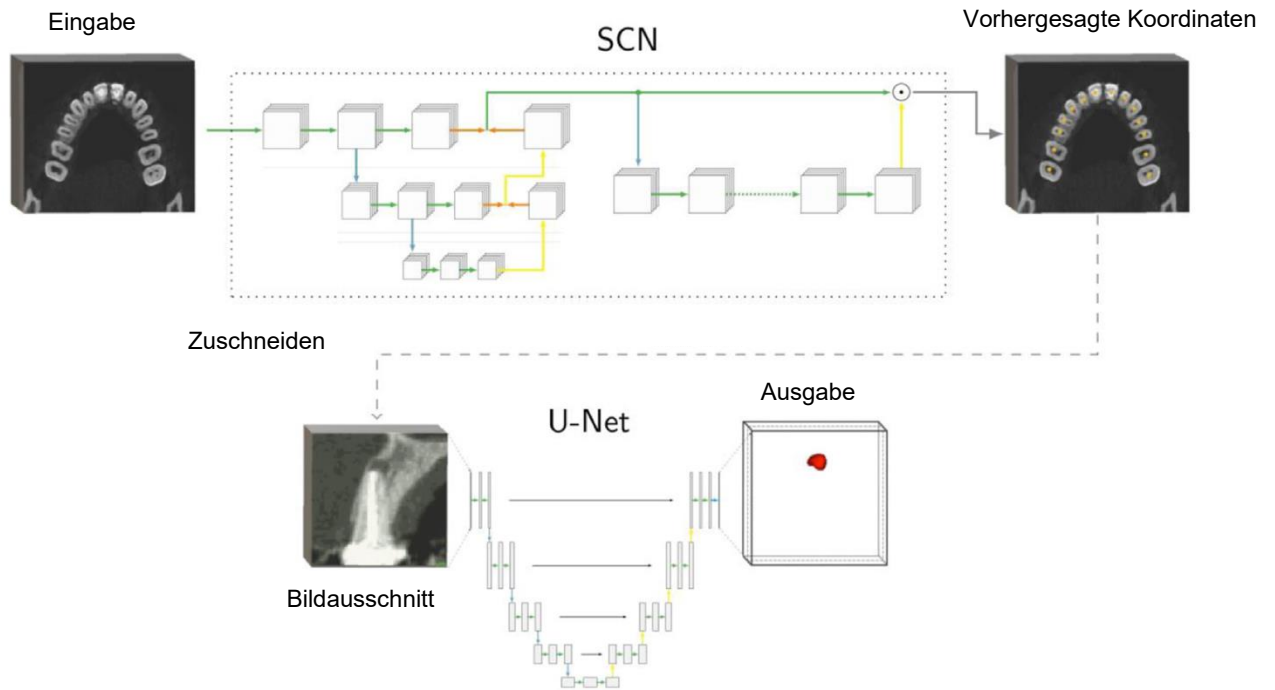 Eingabe
SCN
Vorhergesagte Koordinaten
Zuschneiden
U-Net
Ausgabe
Bildausschnitt